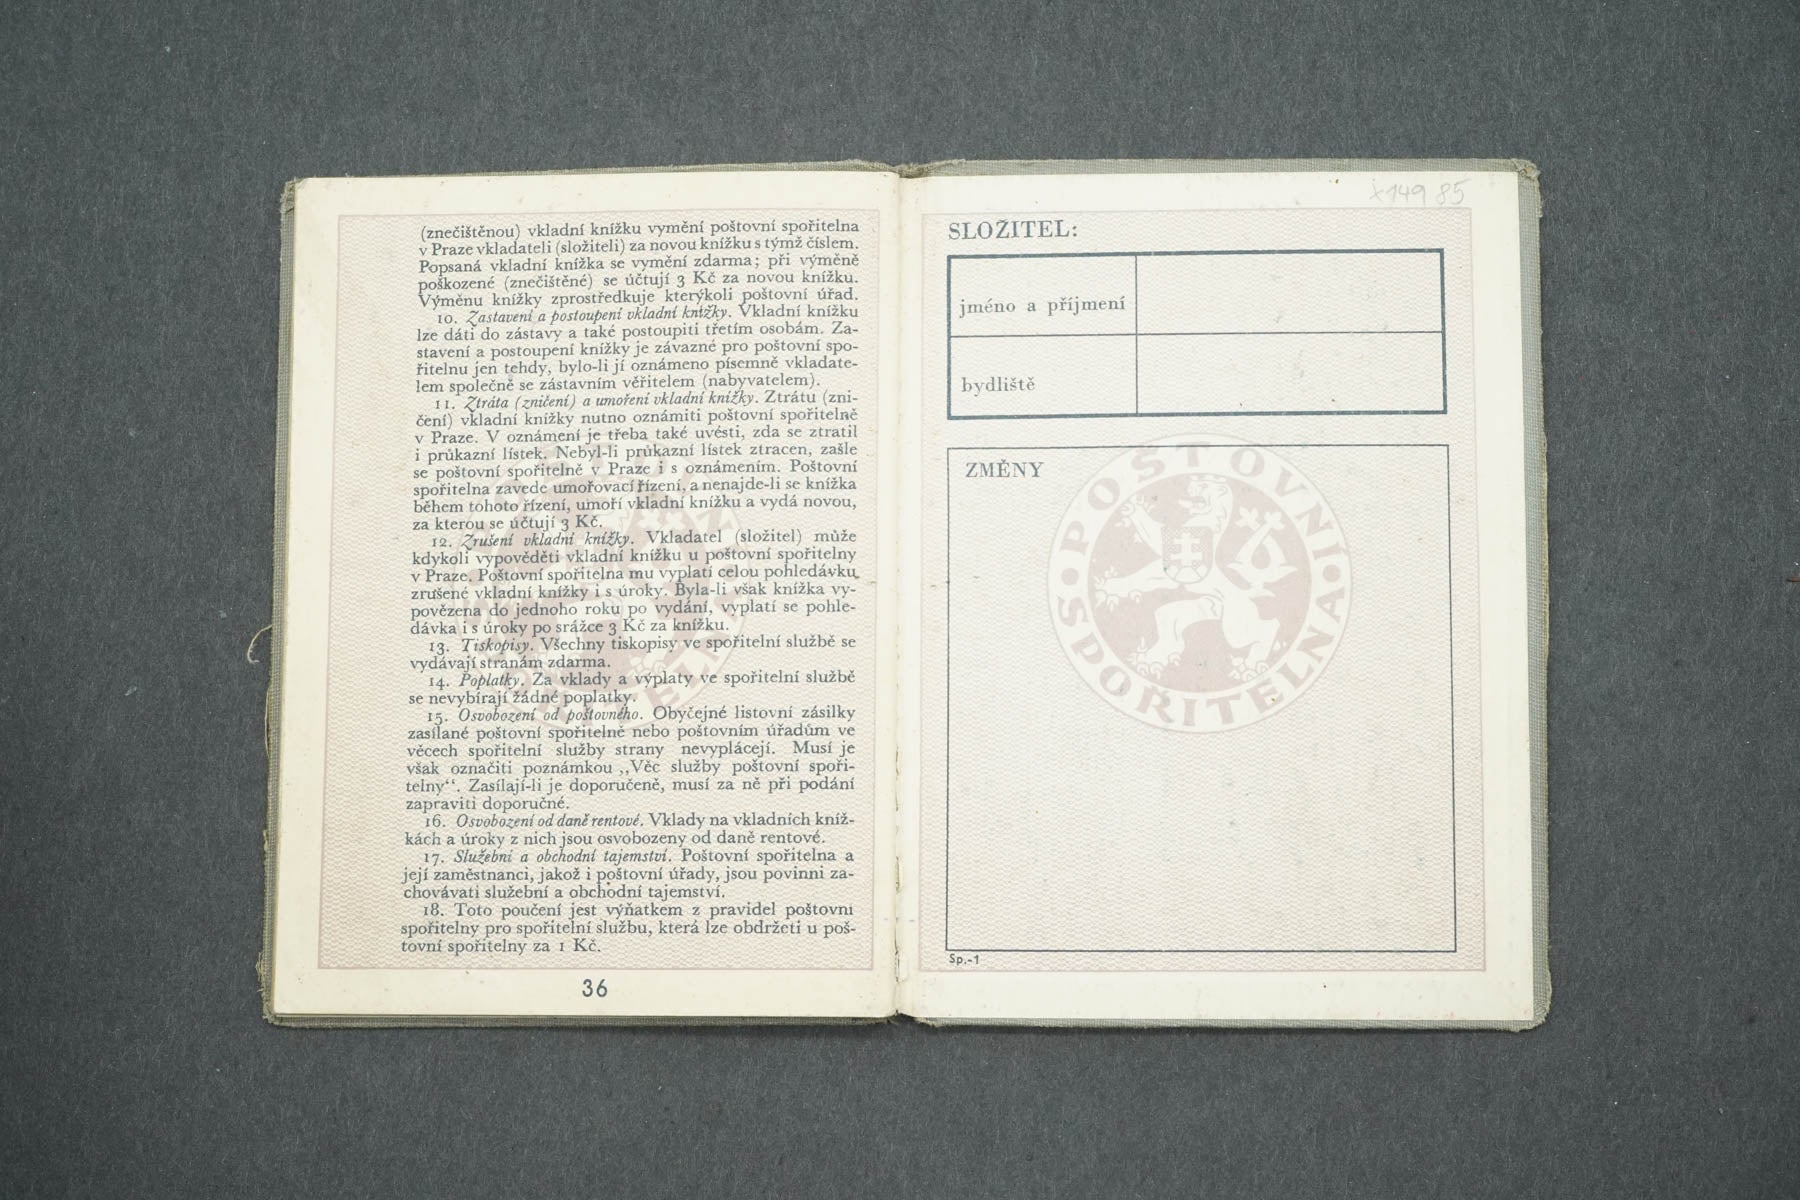 (znečištěnou) vkladní knížku vymění poštovní spořitelna
v Praze vkladateli (složiteli) za novou knížku s týmž číslem.
Popsaná vkladní knížka se vymění zdarma; při výměně
poškozené (znečištěné) se účtují 3 Kč za novou knížku.
Výměnu knížky zprostředkuje kterýkoli poštovní úřad.
10. Zastavení a postoupení vkladní knížky. Vkladní knížku
lze dáti do zástavy a také postoupiti třetím osobám. Za-
stavení a postoupení knížky je závazné pro poštovní spo-
řitelnu jen tehdy, bylo-li jí oznámeno písemně vkladate-
lem společně se zástavním věřitelem (nabyvatelem).
11. Ztráta (zničení) a umoření vkladní knížky. Ztrátu (zni-
čení) vkladní knížky nutno oznámiti poštovní spořitelně
v Praze. V oznámení je třeba také uvésti, zda se ztratil
i průkazní lístek. Nebyl-li průkazní lístek ztracen, zašle
se poštovní spořitelně v Praze i s oznámením. Poštovní
spořitelna zavede umořovací řízení, a nenajde-li se knížka
během tohoto řízení, umoří vkladní knížku a vydá novou,
za kterou se účtují 3 Kč.
12. Zrušení vkladní knížky. Vkladatel (složitel) může
kdykoli vypověděti vkladní knížku u poštovní spořitelny
v Praze. Poštovní spořitelna mu vyplatí celou pohledávku
zrušené vkladní knížky i s úroky. Byla-li však knížka vy-
povězena do jednoho roku po vydání, vyplatí se pohle-
dávka i s úroky po srážce 3 Kč za knížku.
13. Tiskopisy. Všechny tiskopisy ve spořitelní službě se
vydávají stranám zdarma.
14. Poplatky. Za vklady a výplaty ve spořitelní službě
se nevybírají žádné poplatky.
15. Osvobození od poštovného. Obyčejné listovní zásilky
zasílané poštovní spořitelně nebo poštovním úřadům ve
věcech spořitelní služby strany nevyplácejí. Musí je
však označiti poznámkou „Věc služby poštovní spoři-
telny“. Zasílají-li je doporučeně, musí za ně při podání
zapraviti doporučné.
16. Osvobození od daně rentové. Vklady na vkladních kníž-
kách a úroky z nich jsou osvobozeny od daně rentové.
17. Služební a obchodní tajemství. Poštovní spořitelna a
její zaměstnanci, jakož i poštovní úřady, jsou povinni za-
chovávati služební a obchodní tajemství.
18. Toto poučení jest výňatkem z pravidel poštovní
spořitelny pro spořitelní službu, která lze obdržeti u poš-
tovní spořitelny za 1 Kč.
36
x149 85
SLOŽITEL:
jméno a příjmení
bydliště
ZMĚNY
POŠTOVNÍ
SPOŘITELNA
Sp.-1